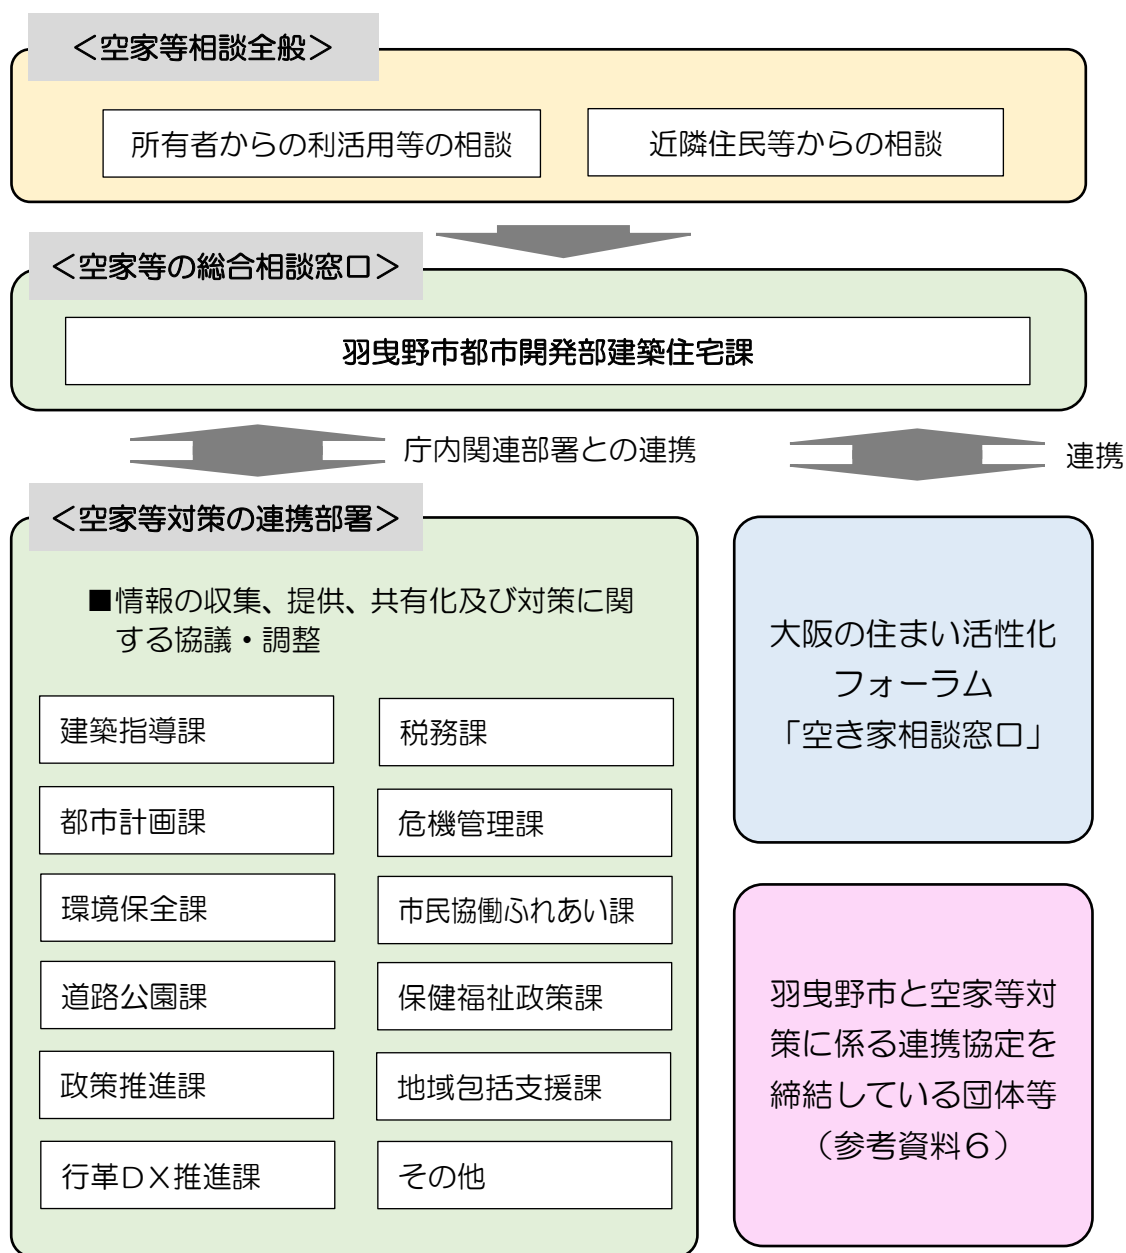 ＜空家等相談全般＞
所有者からの利活用等の相談
近隣住民等からの相談
＜空家等の総合相談窓口＞
羽曳野市都市開発部建築住宅課
庁内関連部署との連携
連携
＜空家等対策の連携部署＞
■情報の収集、提供、共有化及び対策に関
する協議・調整
建築指導課
税務課
都市計画課
危機管理課
環境保全課
市民協働ふれあい課
道路公園課
保健福祉政策課
政策推進課
地域包括支援課
行革ＤＸ推進課
その他
大阪の住まい活性化
フォーラム
「空き家相談窓口」
羽曳野市と空家等対
策に係る連携協定を
締結している団体等
（参考資料６）